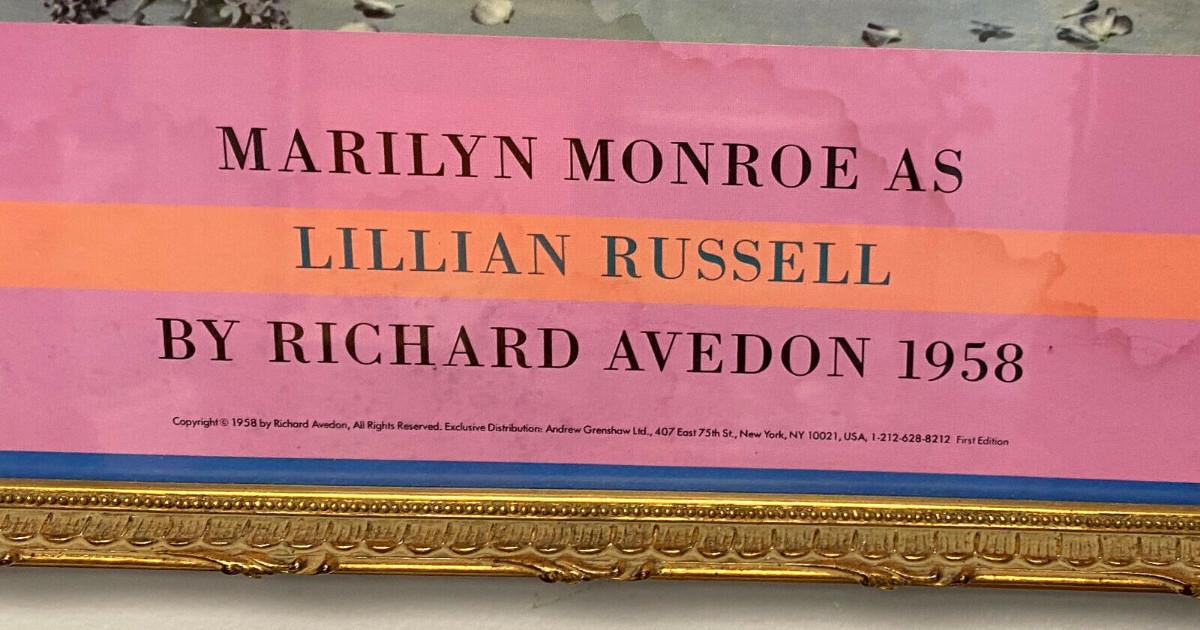 MARILYN MONROE AS
LILLIAN RUSSELL
BY RICHARD AVEDON 1958
Copyright © 1958 by Richard Avedon, All Rights Reserved. Exclusive Distribution: Andrew Grenshaw Ltd., 407 East 75th St., New York, NY 10021, USA, 1-212-628-8212 First Edition